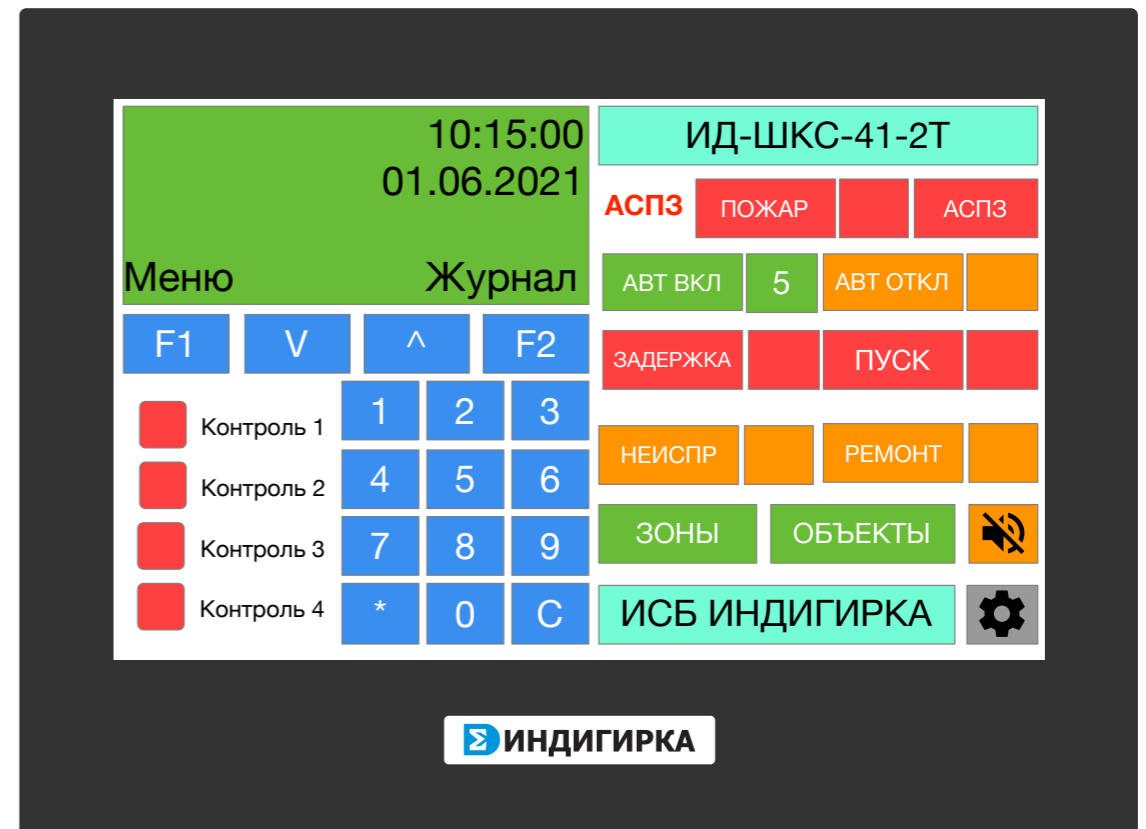 10:15:00
01.06.2021
Меню Журнал
F1 V ^ F2
Контроль 1
Контроль 2
Контроль 3
Контроль 4
1 2 3
4 5 6
7 8 9
* 0 C
ИД-ШКС-41-2Т
АСПЗ ПОЖАР АСПЗ
АВТ ВКЛ 5 АВТ ОТКЛ
ЗАДЕРЖКА ПУСК
НЕИСПР РЕМОНТ
ЗОНЫ ОБЪЕКТЫ
ИСБ ИНДИГИРКА
ИНДИГИРКА